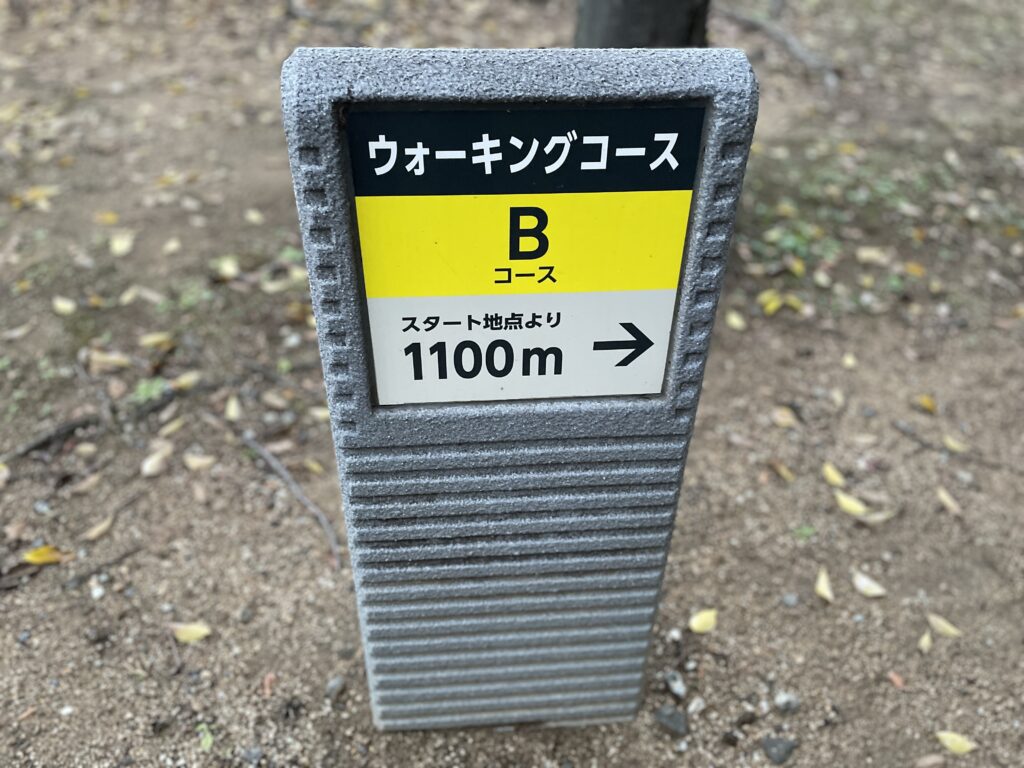 ウォーキングコース
B
コース
スタート地点より
1100m →